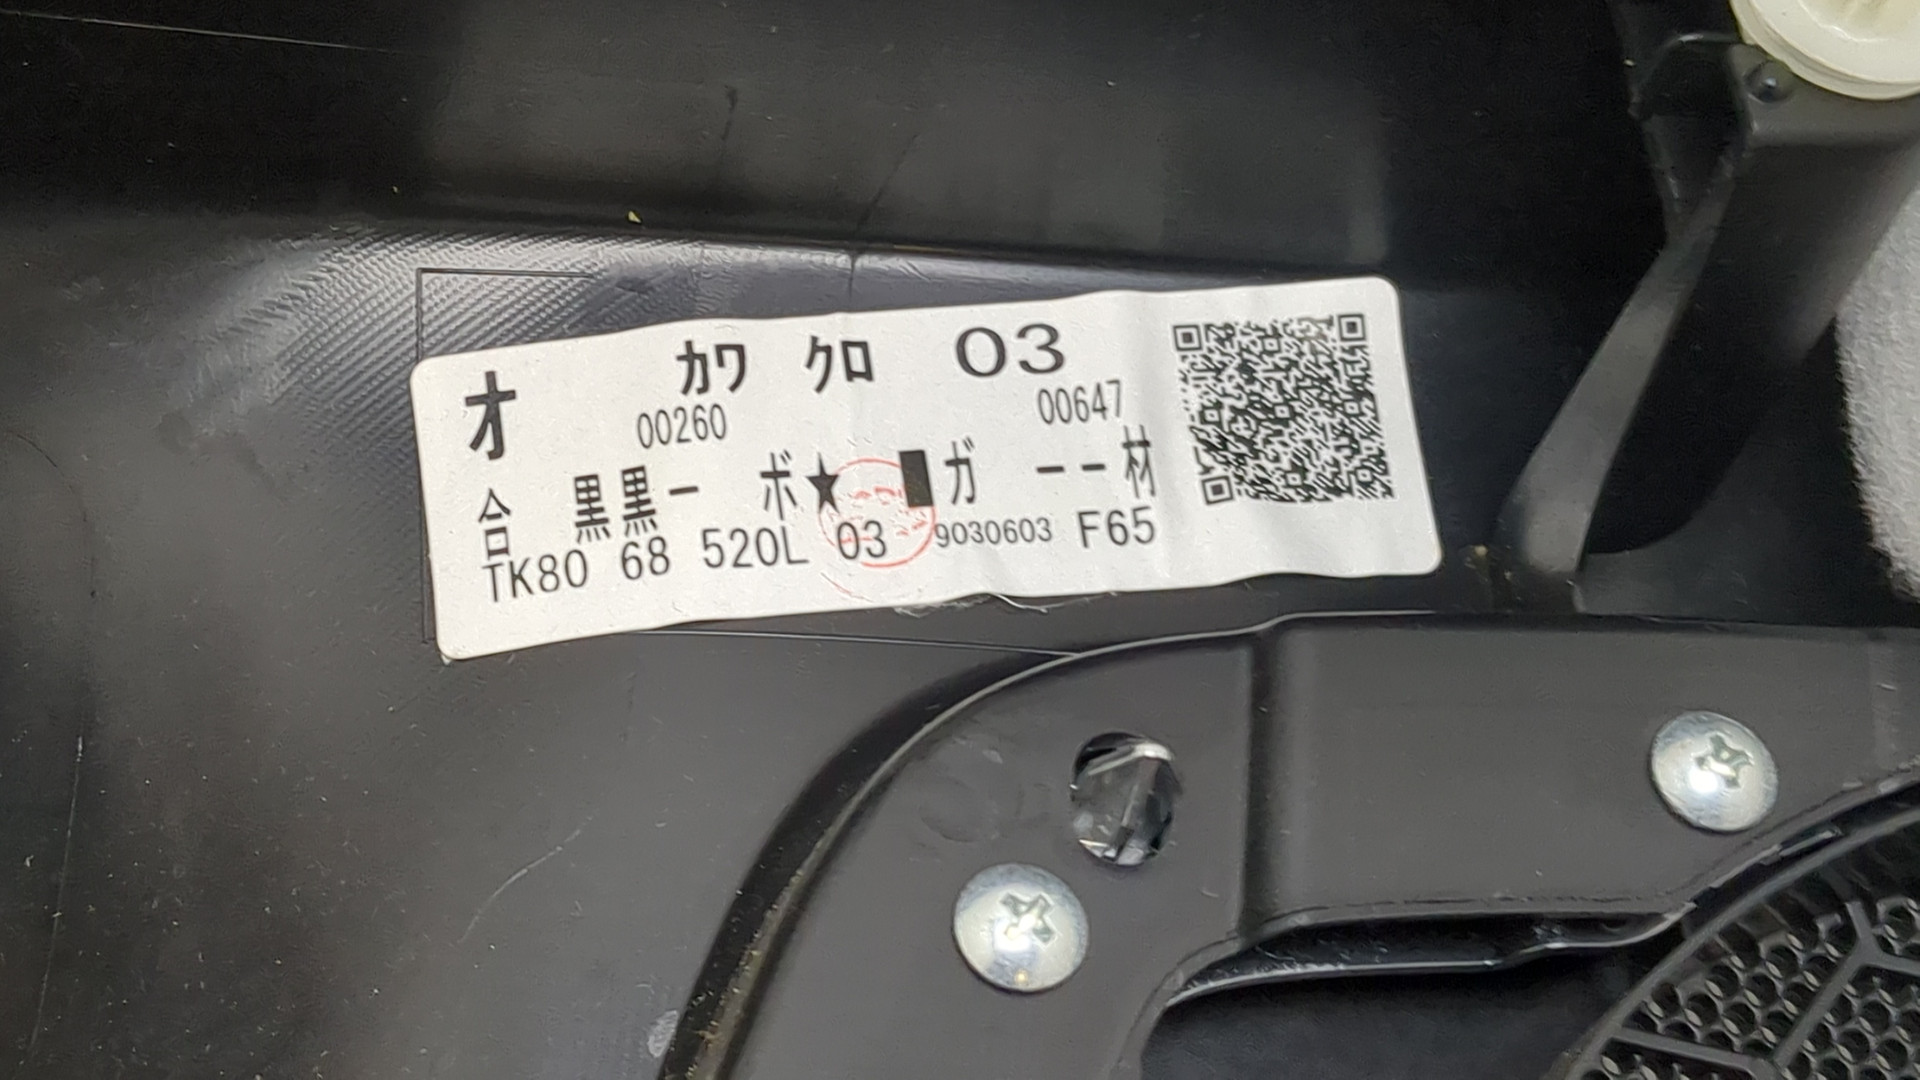 オ カワ クロ 03
00260 00647
合 黒黒ー ボ★ ■ガ ーー材
TK80 68 520L 03 9030603 F65